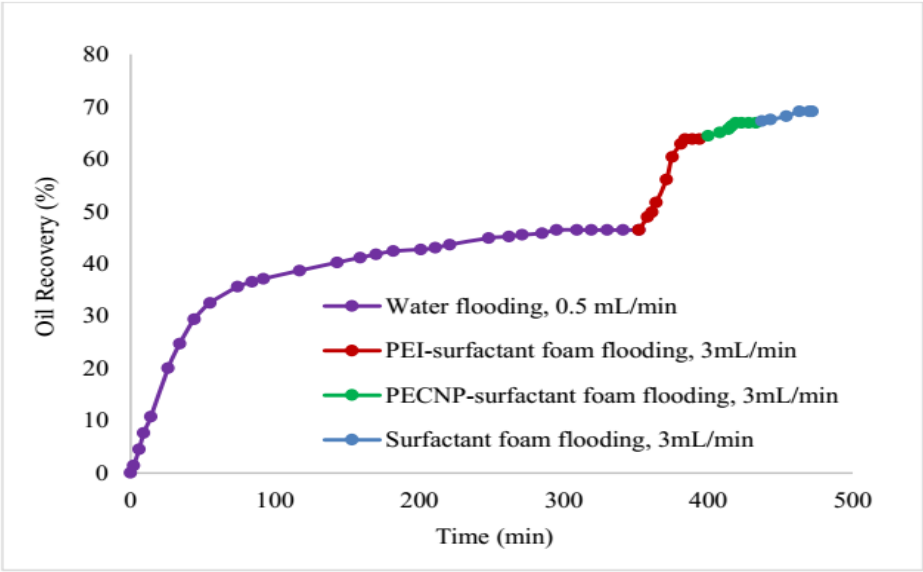 80
70
60
50
40
30
20
10
0
Oil Recovery (%)
Water flooding, 0.5 mL/min
PEI-surfactant foam flooding, 3mL/min
PECNP-surfactant foam flooding, 3mL/min
Surfactant foam flooding, 3mL/min
0 100 200 300 400 500
Time (min)